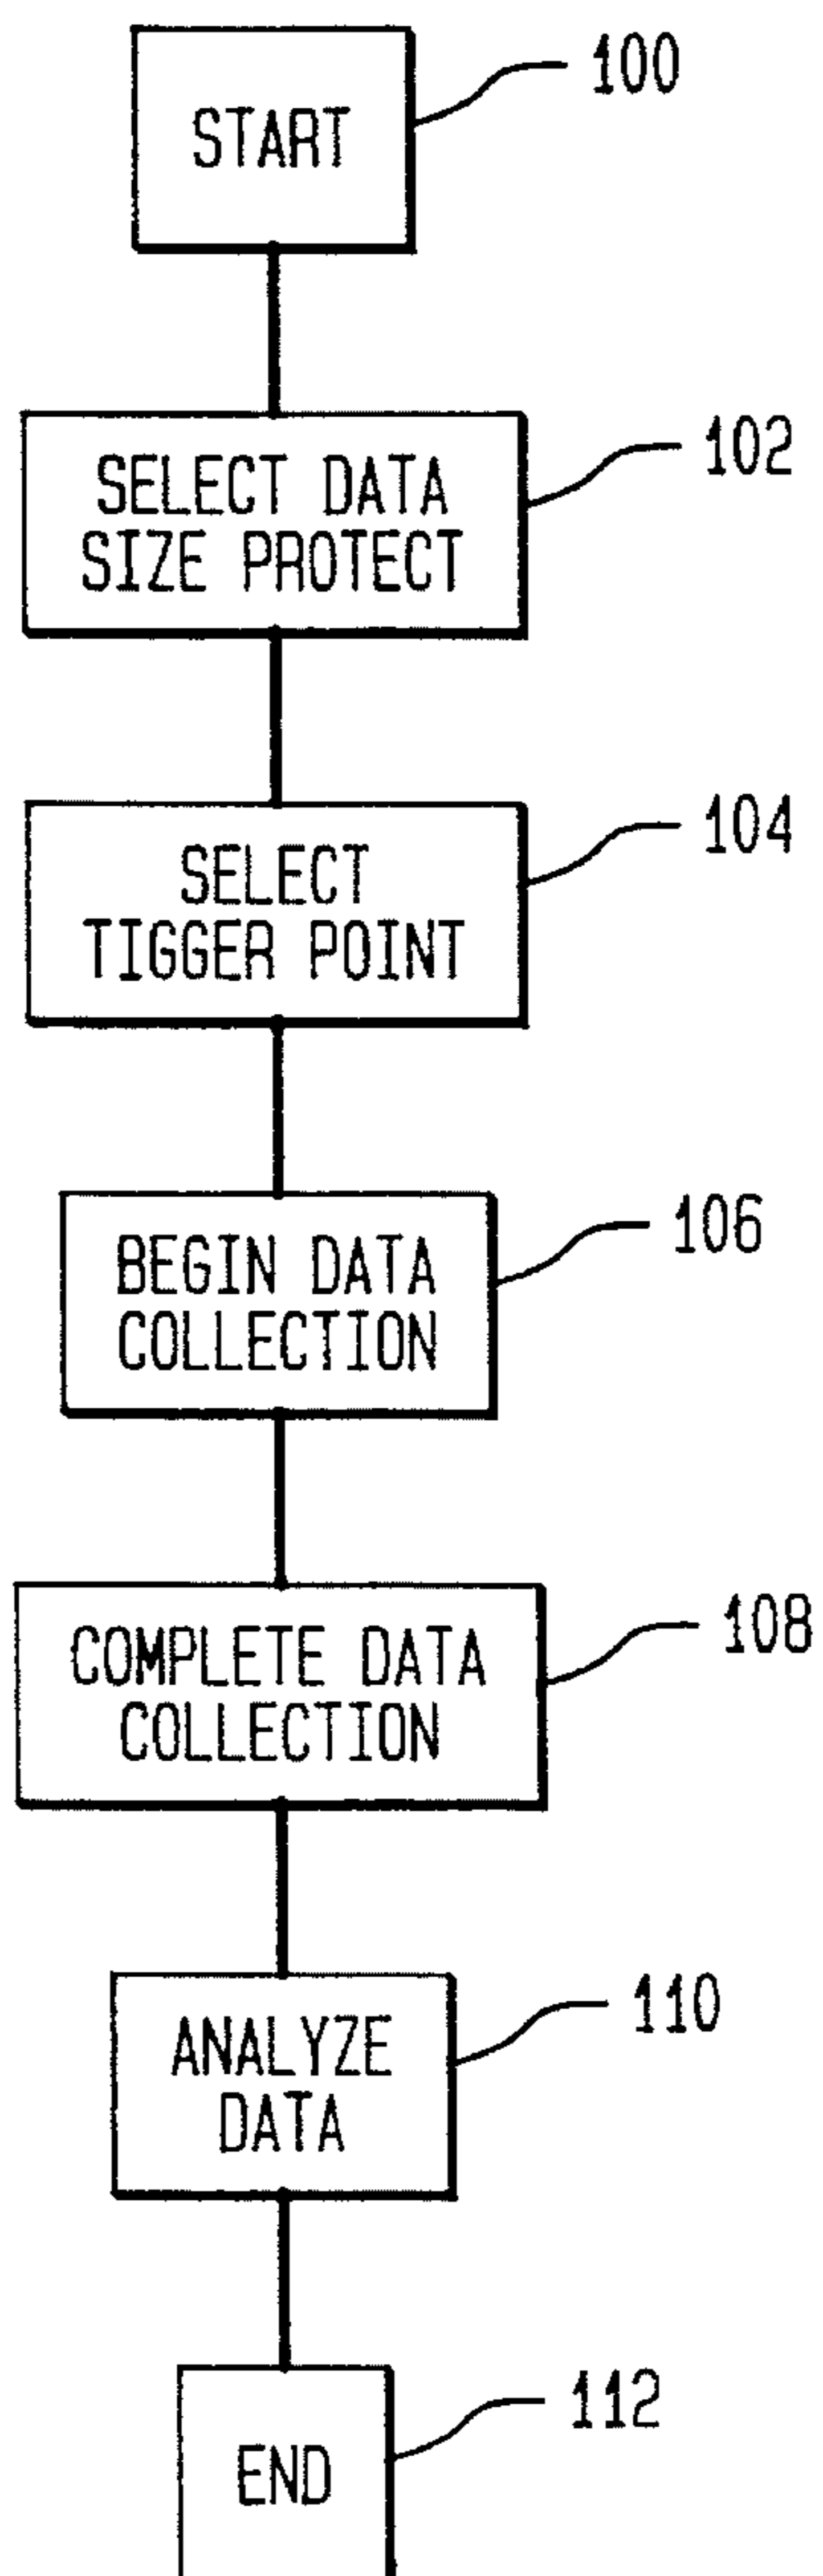 START
100
SELECT DATA
SIZE PROTECT
102
SELECT
TIGGER POINT
104
BEGIN DATA
COLLECTION
106
COMPLETE DATA
COLLECTION
108
ANALYZE
DATA
110
END
112